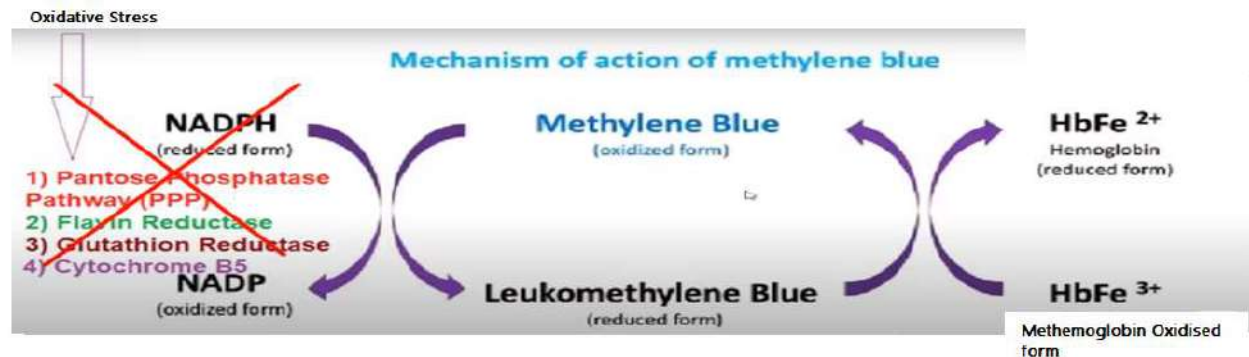 Oxidative Stress
Mechanism of action of methylene blue
NADPH
(reduced form)
Methylene Blue
(oxidized form)
HbFe 2+
Hemoglobin
(reduced form)
1) Pantose Phosphatase
Pathway (PPP)
2) Flavin Reductase
3) Glutathion Reductase
4) Cytochrome B5
NADP
(oxidized form)
Leukomethylene Blue
(reduced form)
HbFe 3+
Methemoglobin Oxidised
form